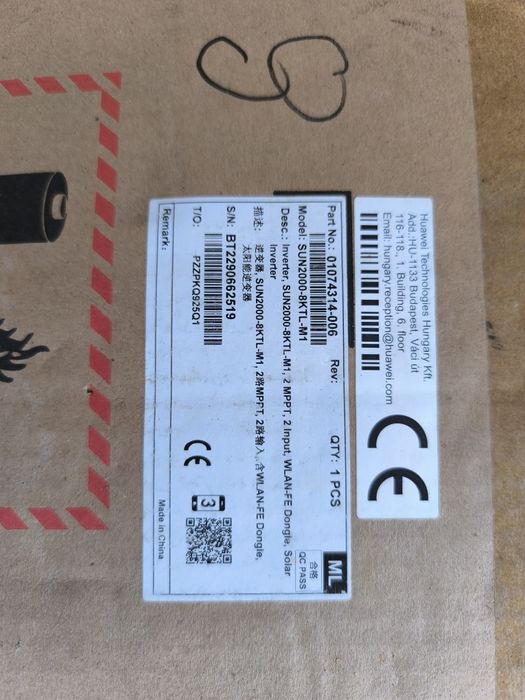 Huawei Technologies Hungary Kft.
Add.:HU-1133 Budapest, Váci út
116-118., 1. Building, 6. floor
Email: hungary.reception@huawei.com
CE
Part No.: 01074314-006 Rev: QTY: 1 PCS
ML
合格
QC PASS
Model: SUN2000-8KTL-M1
Desc.: Inverter, SUN2000-8KTL-M1, 2 MPPT, 2 Input, WLAN-FE Dongle, Solar
Inverter
描述: 逆变器, SUN2000-8KTL-M1, 2路MPPT, 2路输入, 含WLAN-FE Dongle,
太阳能逆变器
S/N: BT2290662519
T/O: PZZPKQ925Q1
CE
3
Remark:
Made in China